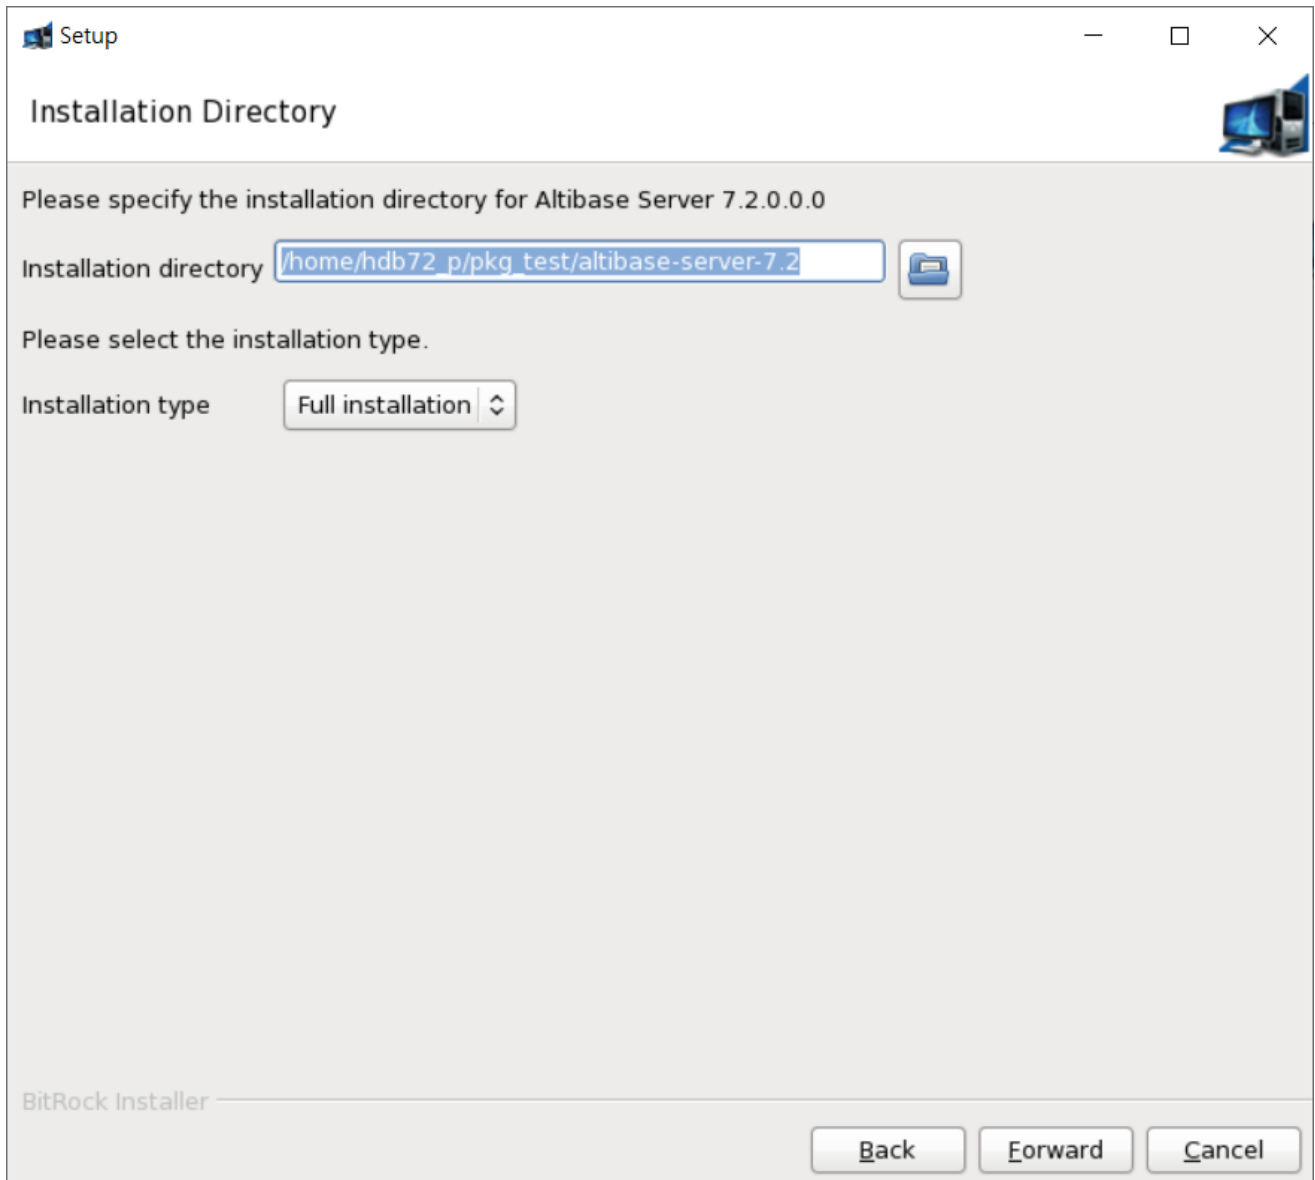 Setup
Installation Directory
Please specify the installation directory for Altibase Server 7.2.0.0.0
Installation directory /home/hdb72_p/pkg_test/altibase-server-7.2
Please select the installation type.
Installation type Full installation
BitRock Installer
Back Forward Cancel